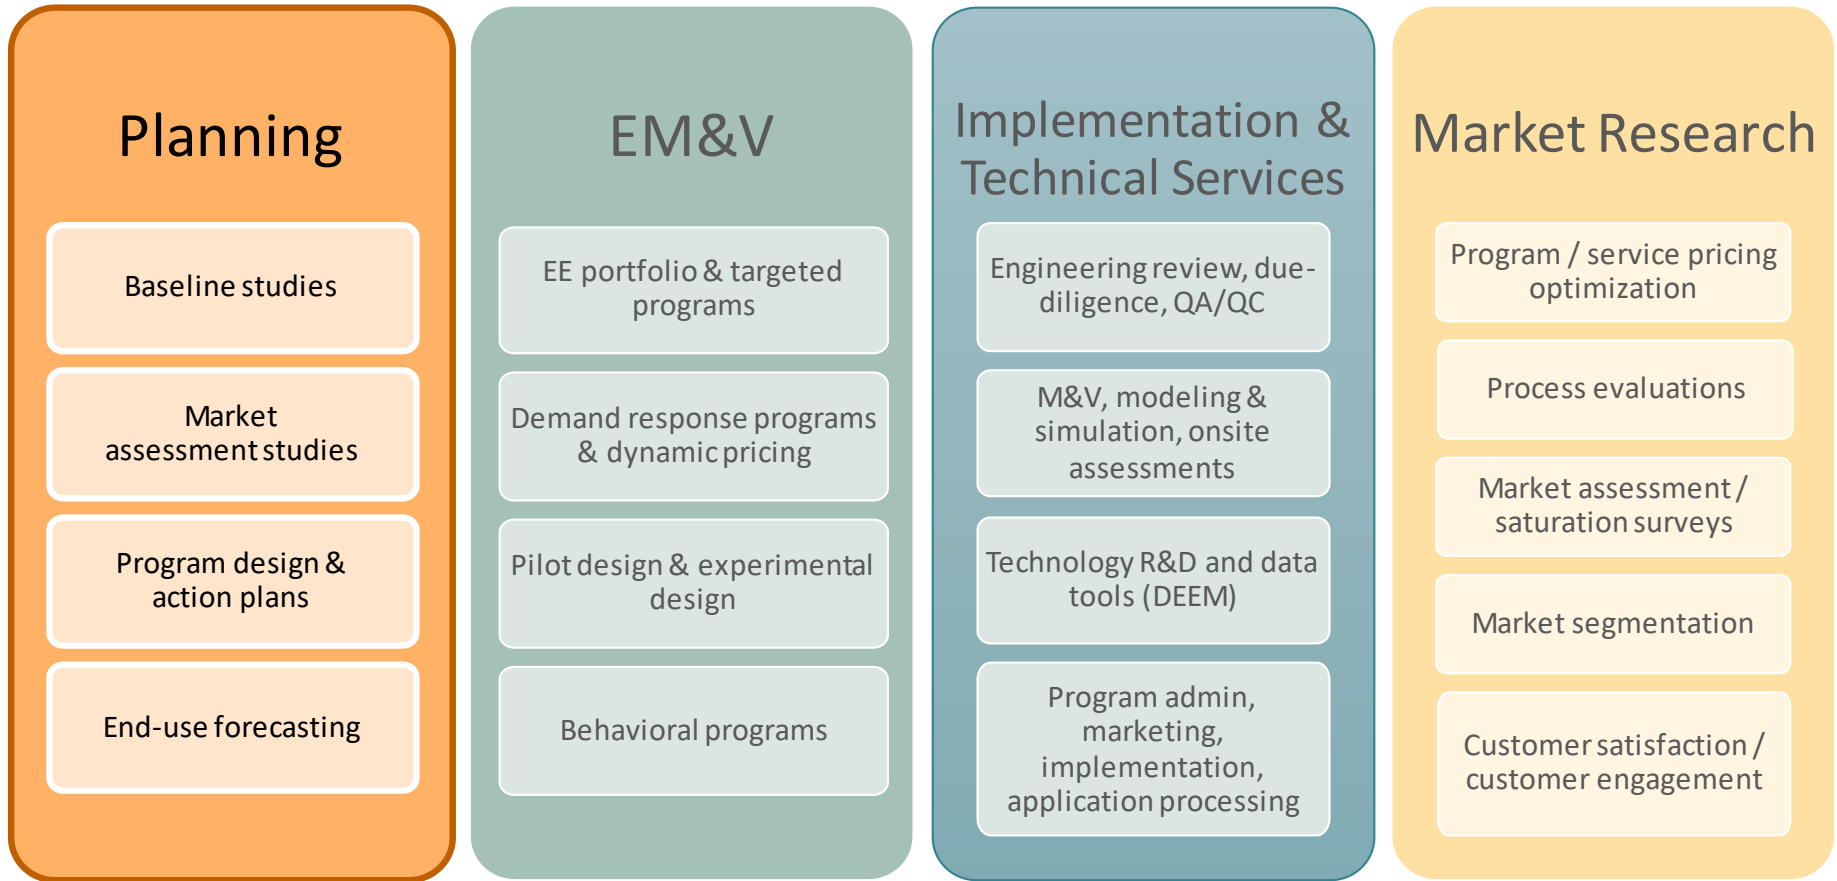 Planning
Baseline studies
Market
assessment studies
Program design &
action plans
End-use forecasting
EM&V
EE portfolio & targeted
programs
Demand response programs
& dynamic pricing
Pilot design & experimental
design
Behavioral programs
Implementation &
Technical Services
Engineering review, due-
diligence, QA/QC
M&V, modeling &
simulation, onsite
assessments
Technology R&D and data
tools (DEEM)
Program admin,
marketing,
implementation,
application processing
Market Research
Program / service pricing
optimization
Process evaluations
Market assessment /
saturation surveys
Market segmentation
Customer satisfaction /
customer engagement